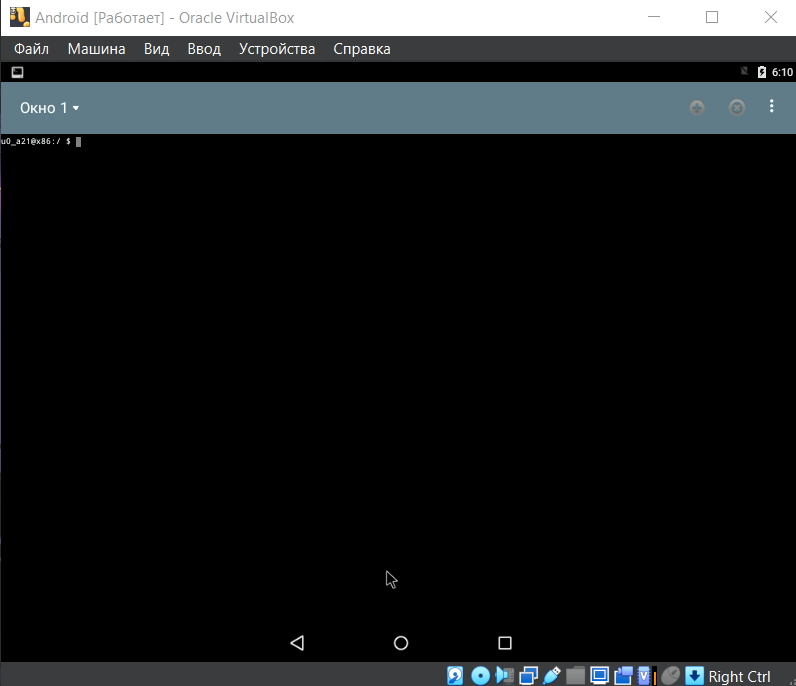 Android [Работает] - Oracle VirtualBox
Файл Машина Вид Ввод Устройства Справка
6:10
Окно 1
u0_a21@x86:/ $
Right Ctrl